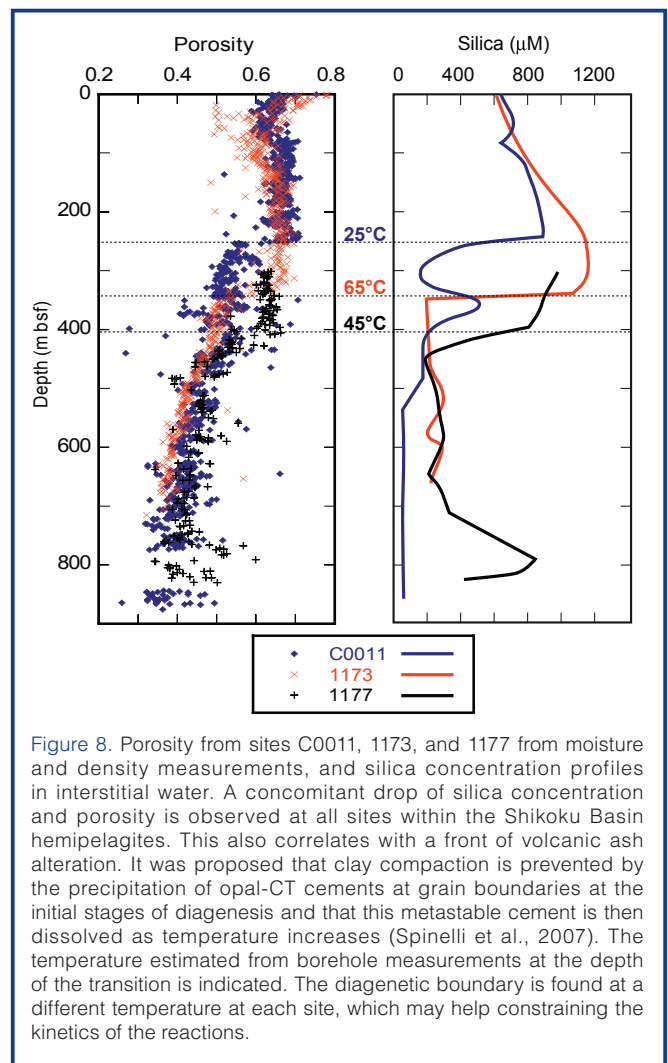 Porosity
Silica (µM)
0.2 0.4 0.6 0.8
0 400 800 1200
0
200
400
600
800
Depth (m bsf)
25°C
65°C
45°C
C0011
1173
1177
Figure 8. Porosity from sites C0011, 1173, and 1177 from moisture
and density measurements, and silica concentration profiles
in interstitial water. A concomitant drop of silica concentration
and porosity is observed at all sites within the Shikoku Basin
hemipelagites. This also correlates with a front of volcanic ash
alteration. It was proposed that clay compaction is prevented by
the precipitation of opal-CT cements at grain boundaries at the
initial stages of diagenesis and that this metastable cement is then
dissolved as temperature increases (Spinelli et al., 2007). The
temperature estimated from borehole measurements at the depth
of the transition is indicated. The diagenetic boundary is found at a
different temperature at each site, which may help constraining the
kinetics of the reactions.